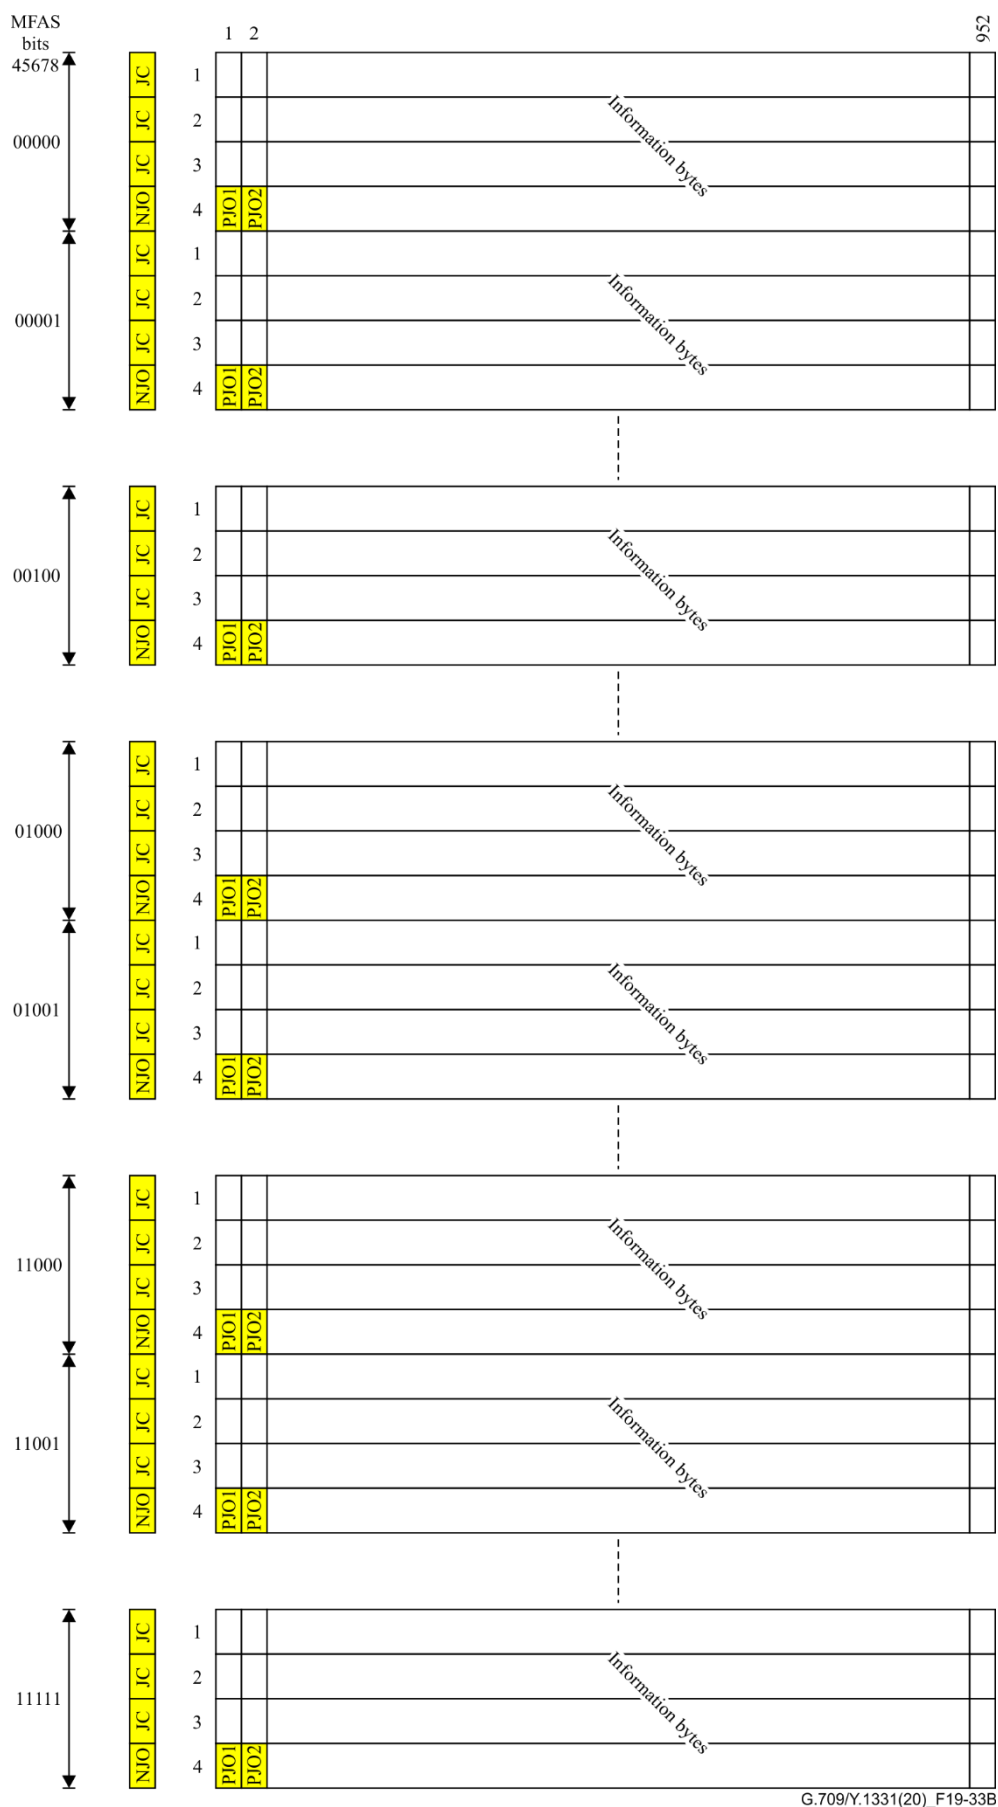 MFAS
bits
45678
1 2 952
00000
JC 1
JC 2 Information bytes
JC 3
NJO 4 PJO1 PJO2
00001
JC 1
JC 2 Information bytes
JC 3
NJO 4 PJO1 PJO2
00100
JC 1
JC 2 Information bytes
JC 3
NJO 4 PJO1 PJO2
01000
JC 1
JC 2 Information bytes
JC 3
NJO 4 PJO1 PJO2
01001
JC 1
JC 2 Information bytes
JC 3
NJO 4 PJO1 PJO2
11000
JC 1
JC 2 Information bytes
JC 3
NJO 4 PJO1 PJO2
11001
JC 1
JC 2 Information bytes
JC 3
NJO 4 PJO1 PJO2
11111
JC 1
JC 2 Information bytes
JC 3
NJO 4 PJO1 PJO2
G.709/Y.1331(20)_F19-33B